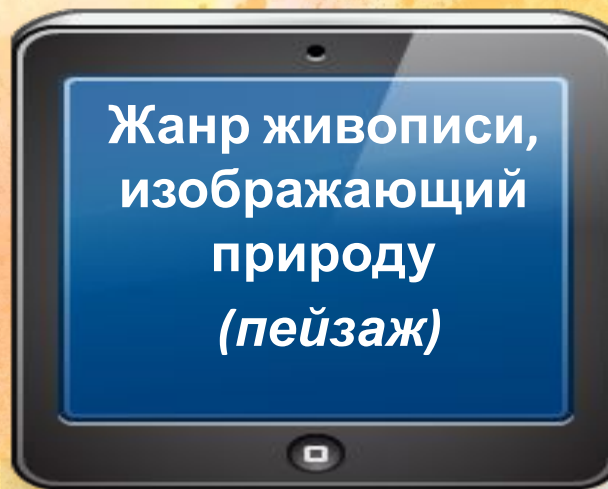 Жанр живописи,
изображающий
природу
(пейзаж)